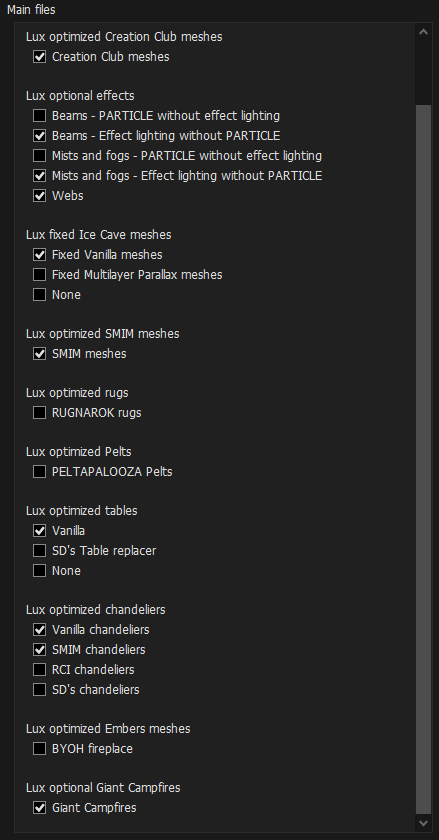 Main files
Lux optimized Creation Club meshes
Creation Club meshes
Lux optional effects
Beams - PARTICLE without effect lighting
Beams - Effect lighting without PARTICLE
Mists and fogs - PARTICLE without effect lighting
Mists and fogs - Effect lighting without PARTICLE
Webs
Lux fixed Ice Cave meshes
Fixed Vanilla meshes
Fixed Multilayer Parallax meshes
None
Lux optimized SMIM meshes
SMIM meshes
Lux optimized rugs
RUGNAROK rugs
Lux optimized Pelts
PELTAPALOOZA Pelts
Lux optimized tables
Vanilla
SD's Table replacer
None
Lux optimized chandeliers
Vanilla chandeliers
SMIM chandeliers
RCI chandeliers
SD's chandeliers
Lux optimized Embers meshes
BYOH fireplace
Lux optional Giant Campfires
Giant Campfires